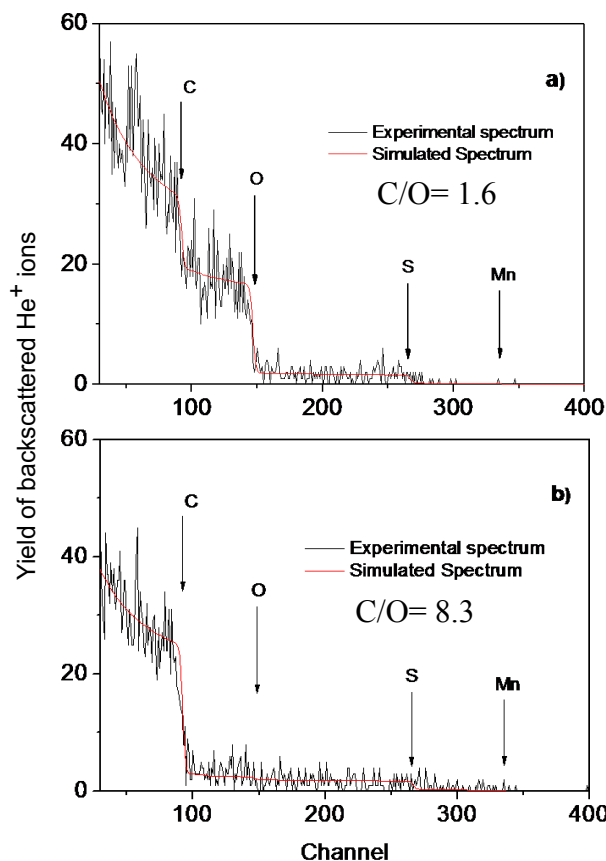 60
40
20
0
Yield of backscattered He+ ions
a)
C
O
S
Mn
Experimental spectrum
Simulated Spectrum
C/O= 1.6
100
200
300
400
60
40
20
0
b)
C
O
S
Mn
Experimental spectrum
Simulated Spectrum
C/O= 8.3
100
200
300
400
Channel